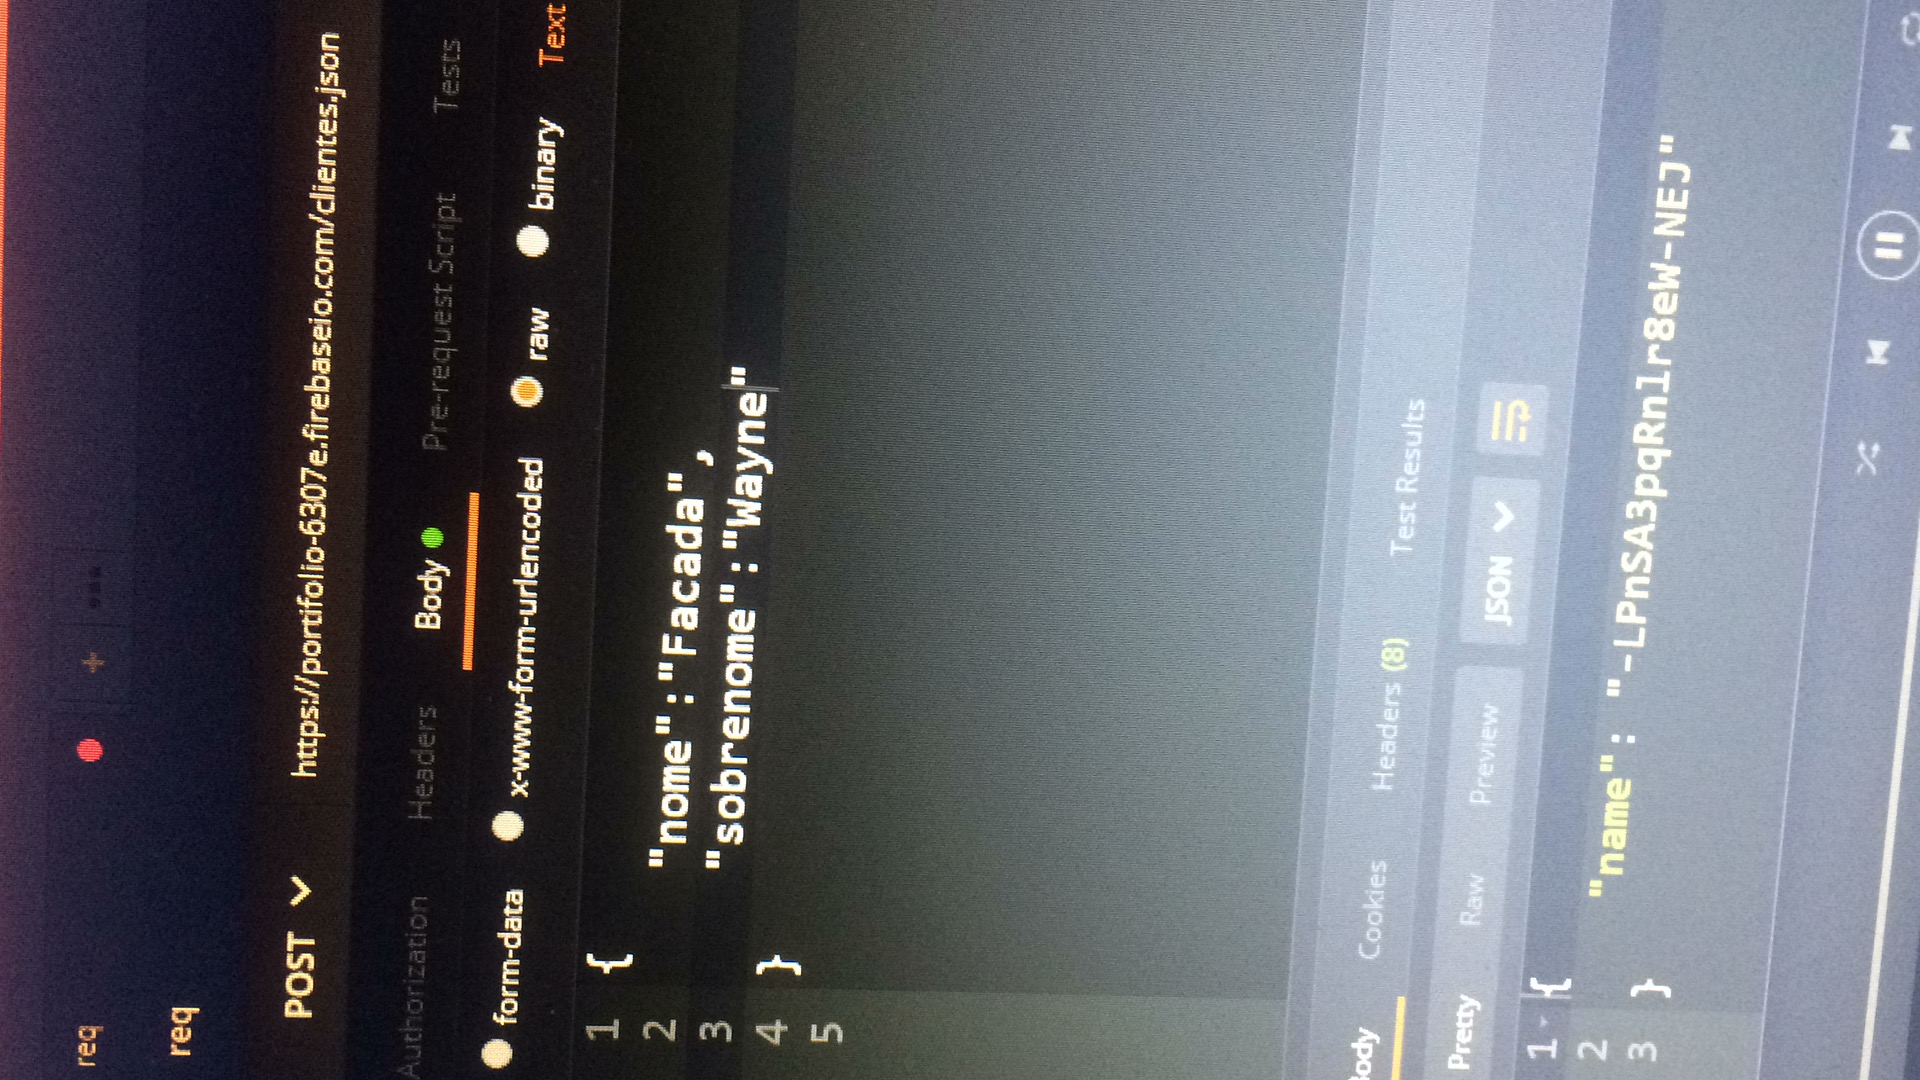 req
+ •••
req
POST https://portifolio-6307e.firebaseio.com/clientes.json
Authorization Headers Body Pre-request Script Tests
form-data x-www-form-urlencoded raw binary Text
1 {
2 "nome":"Facada",
3 "sobrenome":"Wayne"
4 }
5
Body Cookies Headers (8) Test Results
Pretty Raw Preview JSON
1 {
2 "name": "-LPnSA3pqRnlr8eW-NEJ"
3 }